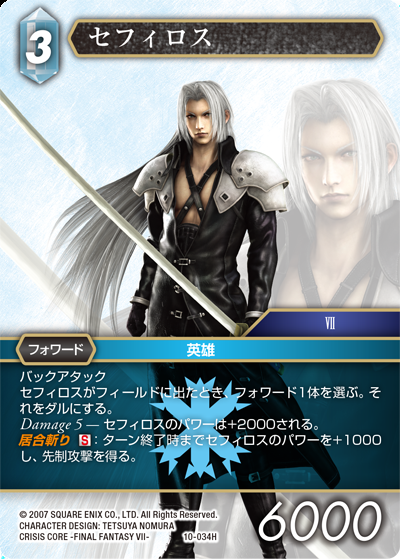 3
セフィロス
VII
フォワード
英雄
バックアタック
セフィロスがフィールドに出たとき、フォワード1体を選ぶ。そ
れをダルにする。
Damage 5 — セフィロスのパワーは+2000される。
居合斬り S：ターン終了時までセフィロスのパワーを+1000
し、先制攻撃を得る。
© 2007 SQUARE ENIX CO., LTD. All Rights Reserved.
CHARACTER DESIGN: TETSUYA NOMURA
CRISIS CORE -FINAL FANTASY VII- 10-034H
6000